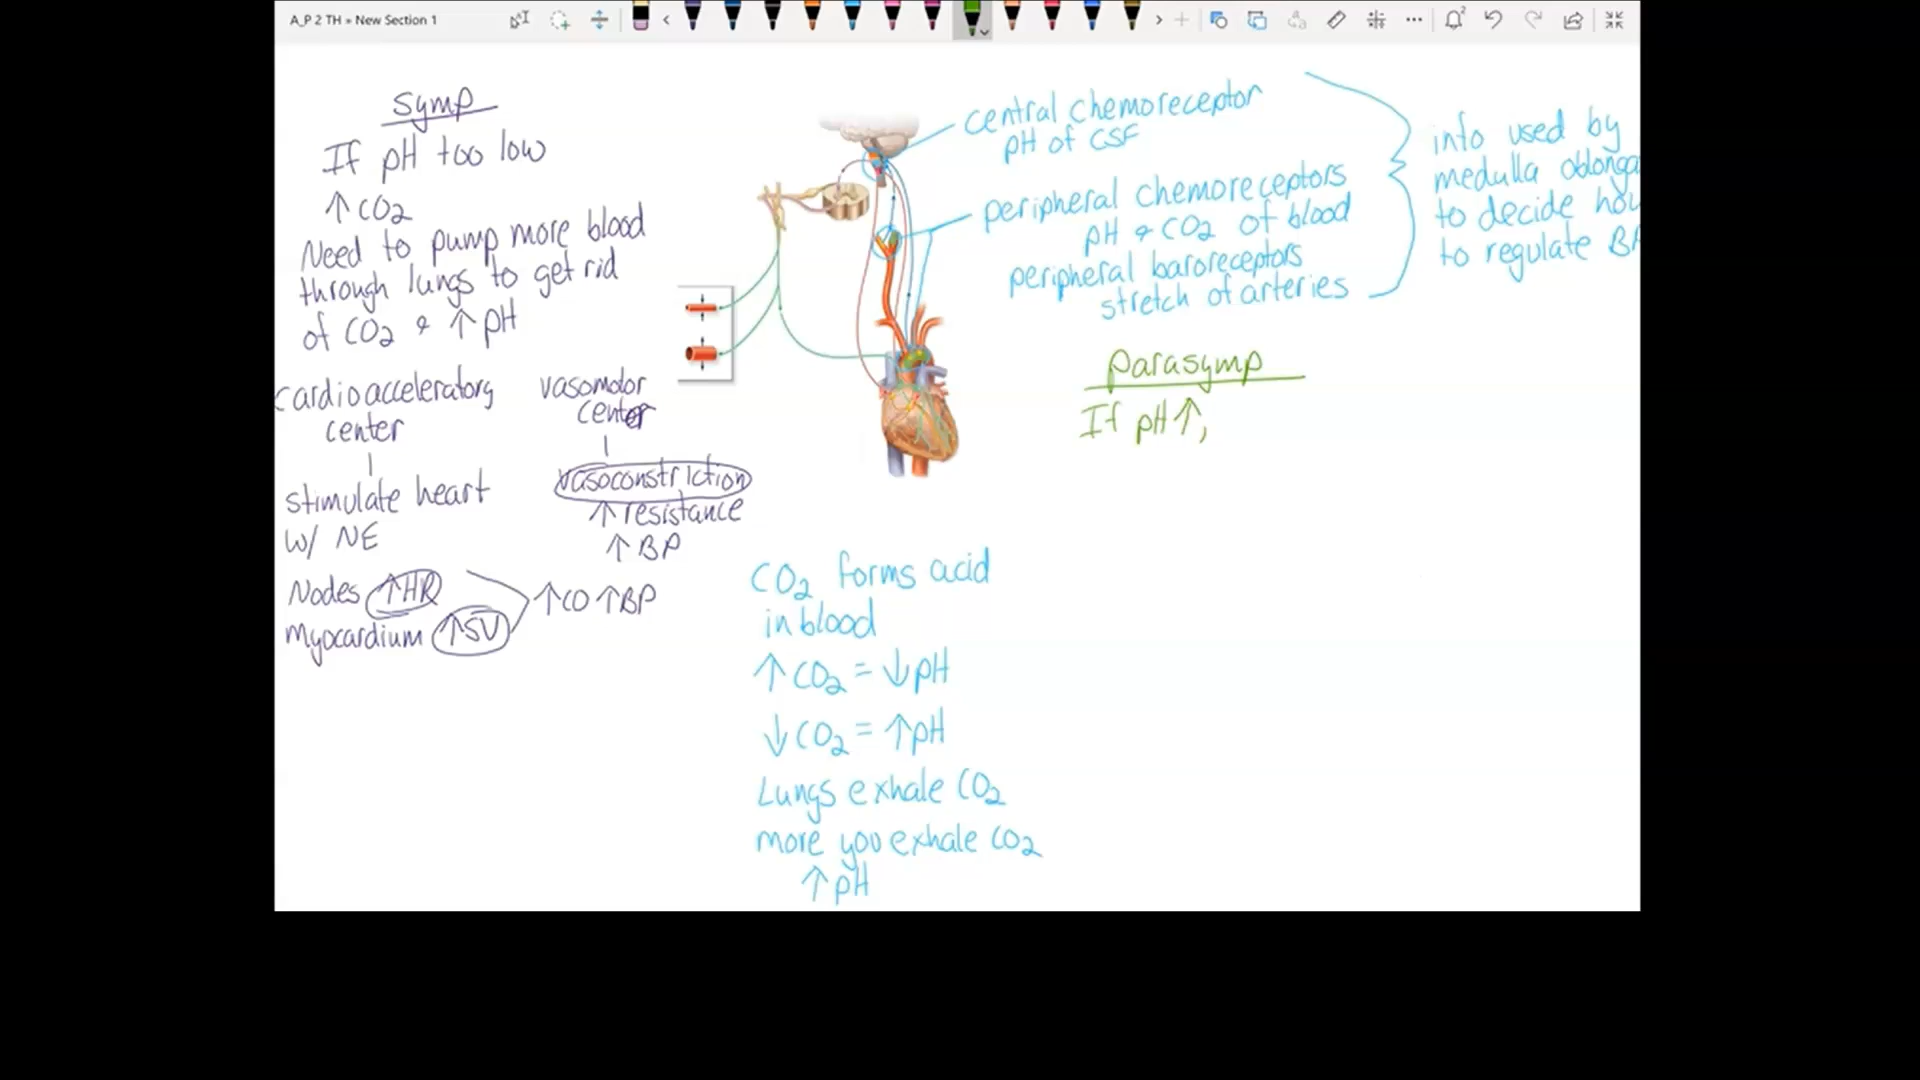 A_P 2 TH » New Section 1
Symp
If pH too low
↑ CO2
Need to pump more blood
through lungs to get rid
of CO2 & ↑ pH
cardioacceleratory
center
stimulate heart
w/ NE
Nodes ↑HR
Myocardium ↑SV
↑CO ↑BP
vasomotor
center
vasoconstriction
↑ resistance
↑ BP
central chemoreceptor
pH of CSF
peripheral chemoreceptors
pH & CO2 of blood
peripheral baroreceptors
stretch of arteries
info used by
medulla oblonga
to decide how
to regulate BP
parasymp
If pH↑,
CO2 forms acid
in blood
↑ CO2 = ↓ pH
↓ CO2 = ↑ pH
Lungs exhale CO2
more you exhale CO2
↑ pH